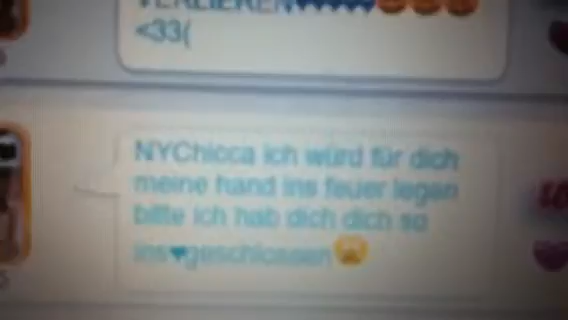 VERLIEREN
<33(
NYChicca ich würd für dich
meine hand ins feuer legen
bitte ich hab dich dich so
ins♥geschlossen